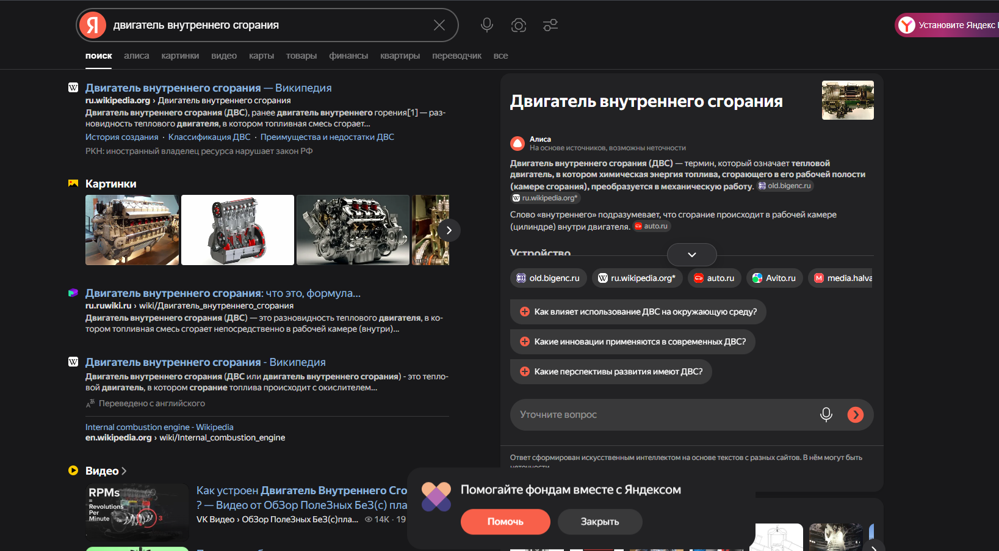 Я двигатель внутреннего сгорания
Установите Яндекс
поиск алиса картинки видео карты товары финансы квартиры переводчик все
Двигатель внутреннего сгорания — Википедия
ru.wikipedia.org › Двигатель внутреннего сгорания
Двигатель внутреннего сгорания (ДВС), ранее двигатель внутреннего горения[1] — раз-
новидность теплового двигателя, в котором топливная смесь сгорает...
История создания · Классификация ДВС · Преимущества и недостатки ДВС
РКН: иностранный владелец ресурса нарушает закон РФ
Картинки
Двигатель внутреннего сгорания: что это, формула...
ru.ruwiki.ru › wiki/Двигатель_внутреннего_сгорания
Двигатель внутреннего сгорания (ДВС) — это разновидность теплового двигателя, в ко-
тором топливная смесь сгорает непосредственно в рабочей камере (внутри)...
Двигатель внутреннего сгорания - Википедия
Двигатель внутреннего сгорания (ДВС или двигатель внутреннего сгорания) - это тепло-
вой двигатель, в котором сгорание топлива происходит с окислителем...
Переведено с английского
Internal combustion engine - Wikipedia
en.wikipedia.org › wiki/Internal_combustion_engine
Видео
RPMs
=
Revolutions
Per
Minute
3
Как устроен Двигатель Внутреннего Сго
? — Видео от ОбЗор ПолеЗных БеЗ(с) пла
VK Видео › ОбЗор ПолеЗных БеЗ(с)пла... 14K · 19
Двигатель внутреннего сгорания
Алиса
На основе источников, возможны неточности
Двигатель внутреннего сгорания (ДВС) — термин, который означает тепловой
двигатель, в котором химическая энергия топлива, сгорающего в его рабочей полости
(камере сгорания), преобразуется в механическую работу. old.bigenc.ru
W ru.wikipedia.org*
Слово «внутреннего» подразумевает, что сгорание происходит в рабочей камере
(цилиндре) внутри двигателя. auto.ru
Устройство
old.bigenc.ru W ru.wikipedia.org* auto.ru Avito.ru M media.halva
Как влияет использование ДВС на окружающую среду?
Какие инновации применяются в современных ДВС?
Какие перспективы развития имеют ДВС?
Уточните вопрос
Ответ сформирован искусственным интеллектом на основе текстов с разных сайтов. В нём могут быть
неточности
Помогайте фондам вместе с Яндексом
Помочь Закрыть